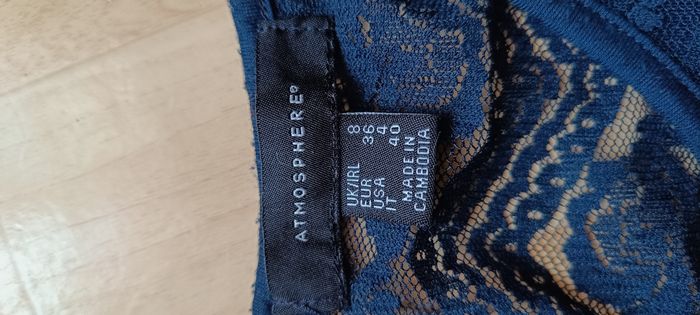 ATMOSPHERE®
UK/IRL 8
EUR 36
USA 4
IT 40
MADE IN
CAMBODIA